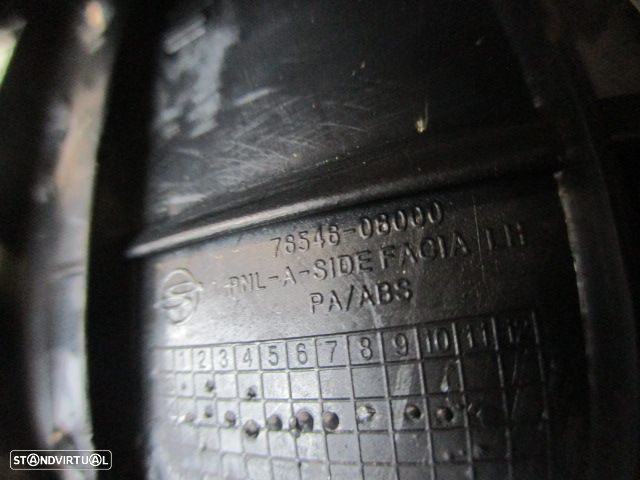 78546-08000
PNL-A-SIDE FACIA LH
PA/ABS
1 2 3 4 5 6 7 8 9 10 11 12
STANDVIRTUAL